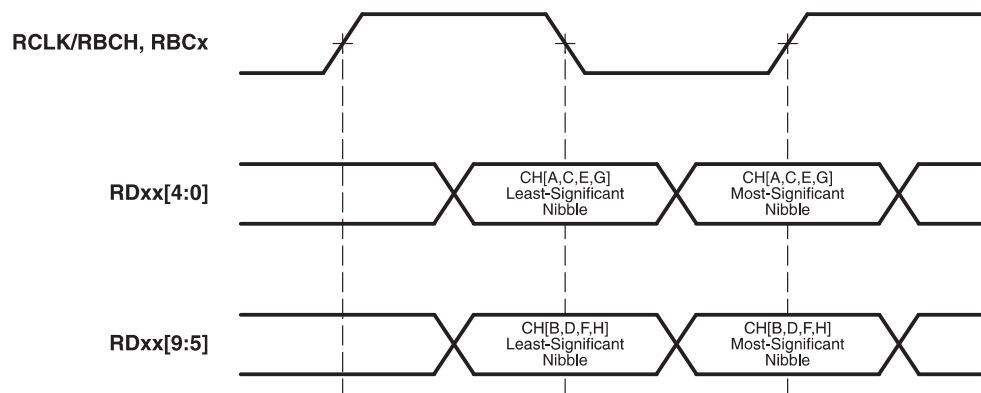 RCLK/RBCH, RBCx
RDxx[4:0]
CH[A,C,E,G]
Least-Significant
Nibble
CH[A,C,E,G]
Most-Significant
Nibble
RDxx[9:5]
CH[B,D,F,H]
Least-Significant
Nibble
CH[B,D,F,H]
Most-Significant
Nibble